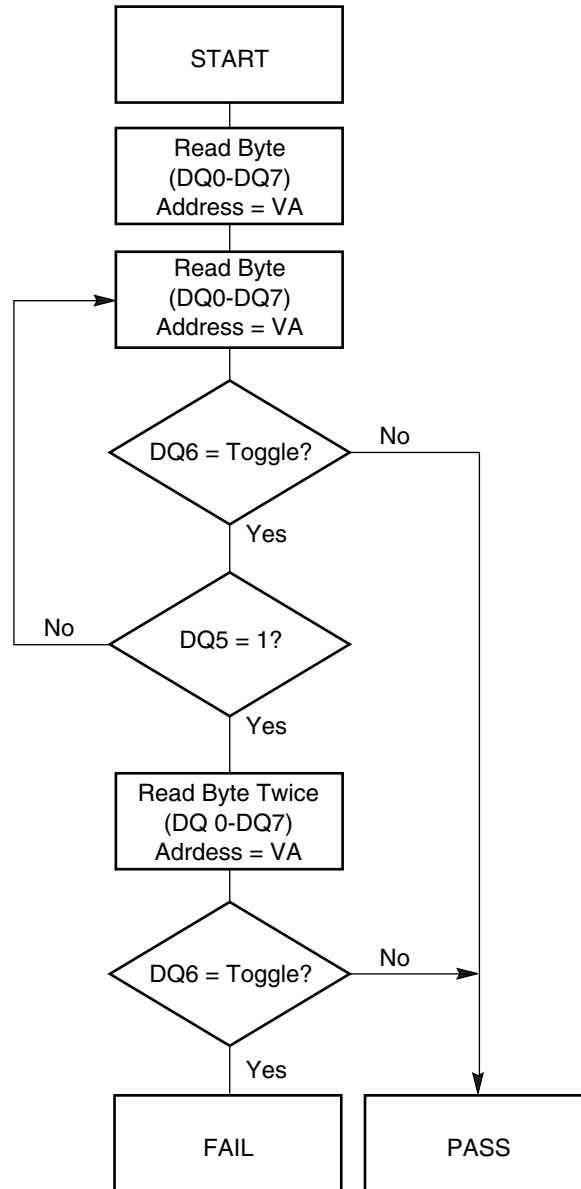 START
Read Byte
(DQ0-DQ7)
Address = VA
Read Byte
(DQ0-DQ7)
Address = VA
DQ6 = Toggle?
No
Yes
No
DQ5 = 1?
Yes
Read Byte Twice
(DQ 0-DQ7)
Adrdess = VA
DQ6 = Toggle?
No
Yes
FAIL
PASS